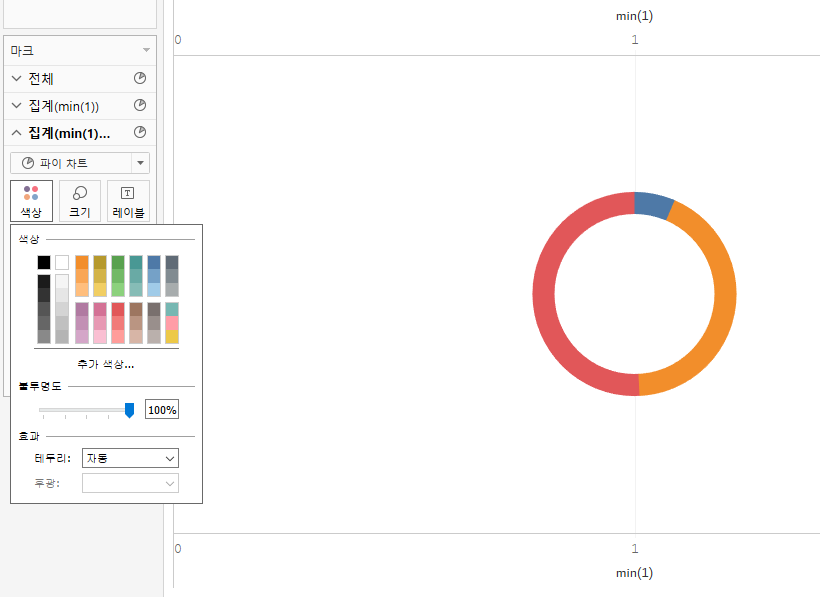 min(1)
0
1
마크
전체
집계(min(1))
집계(min(1)...
파이 차트
색상
크기
레이블
색상
추가 색상...
불투명도
100%
효과
테두리:
자동
후광:
0
1
min(1)